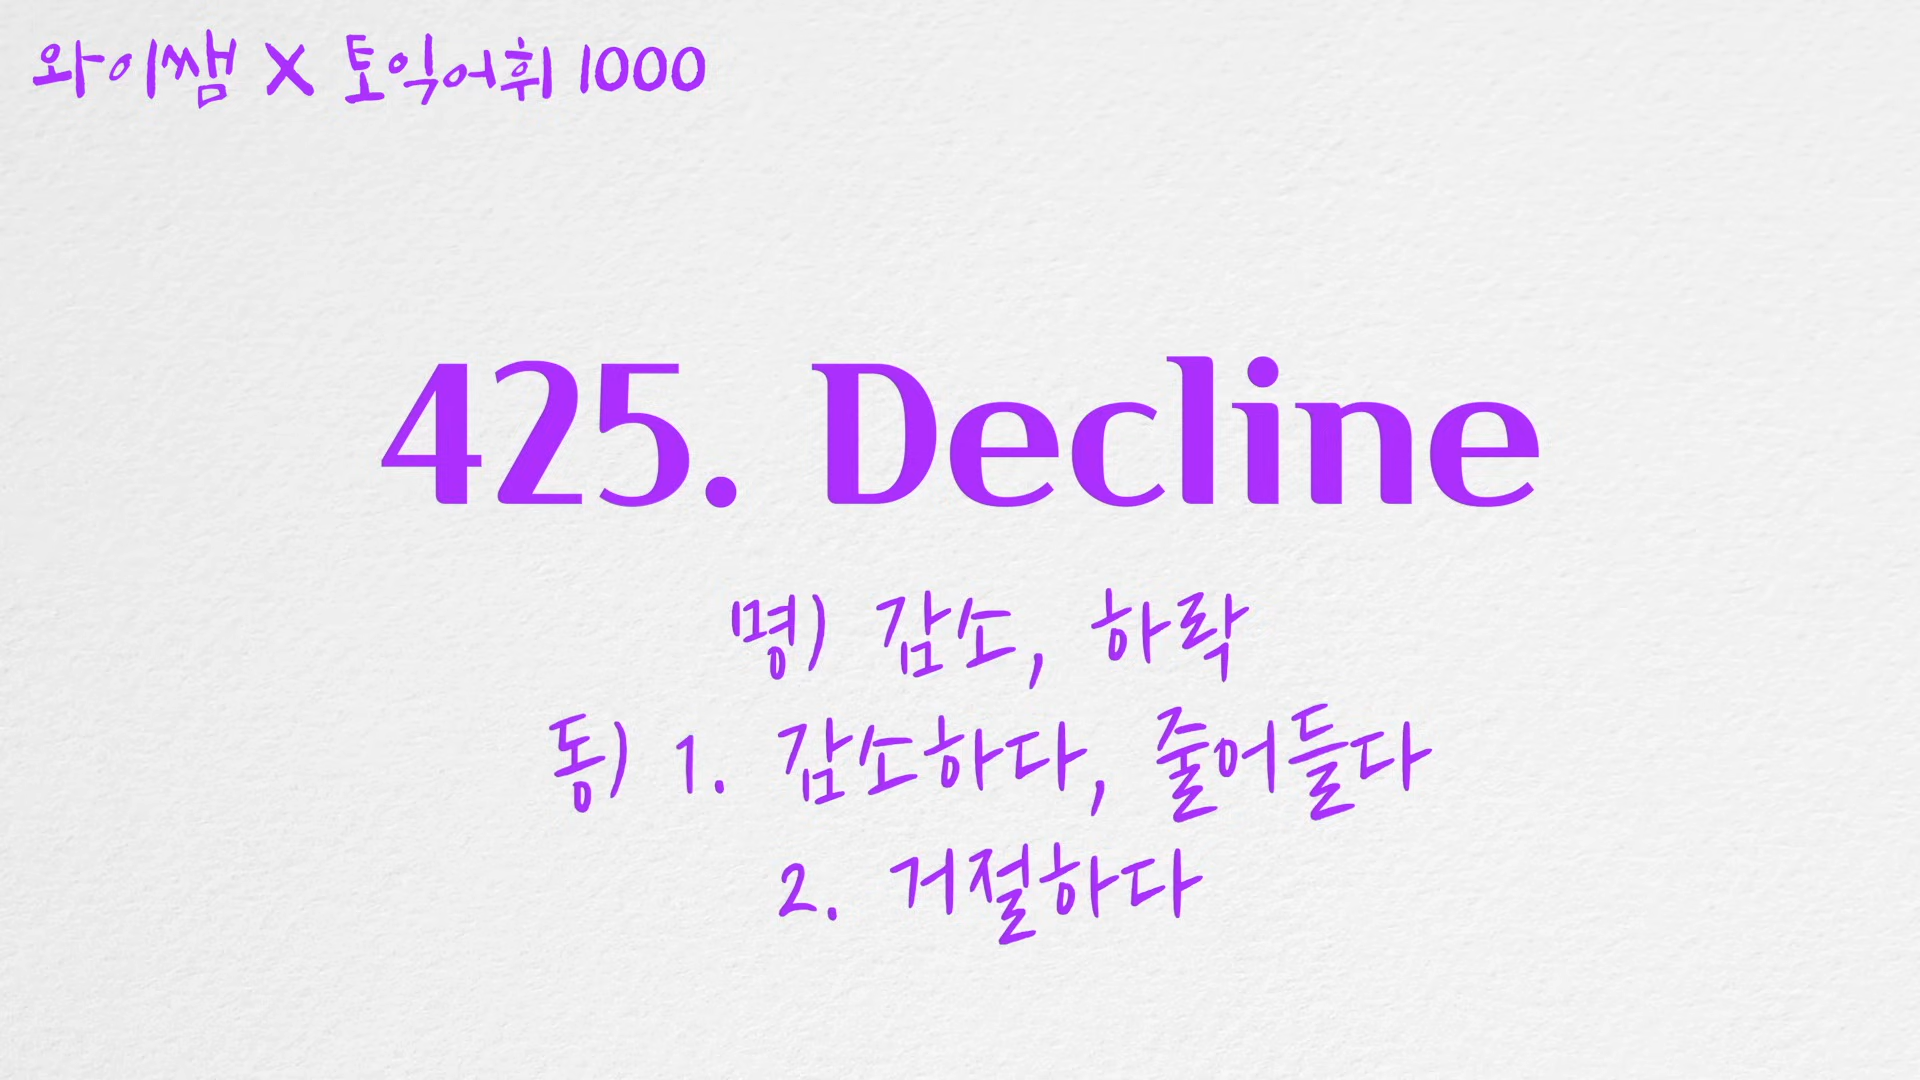 와이쌤 X 토익어휘 1000
425. Decline
명) 감소, 하락
동) 1. 감소하다, 줄어들다
2. 거절하다